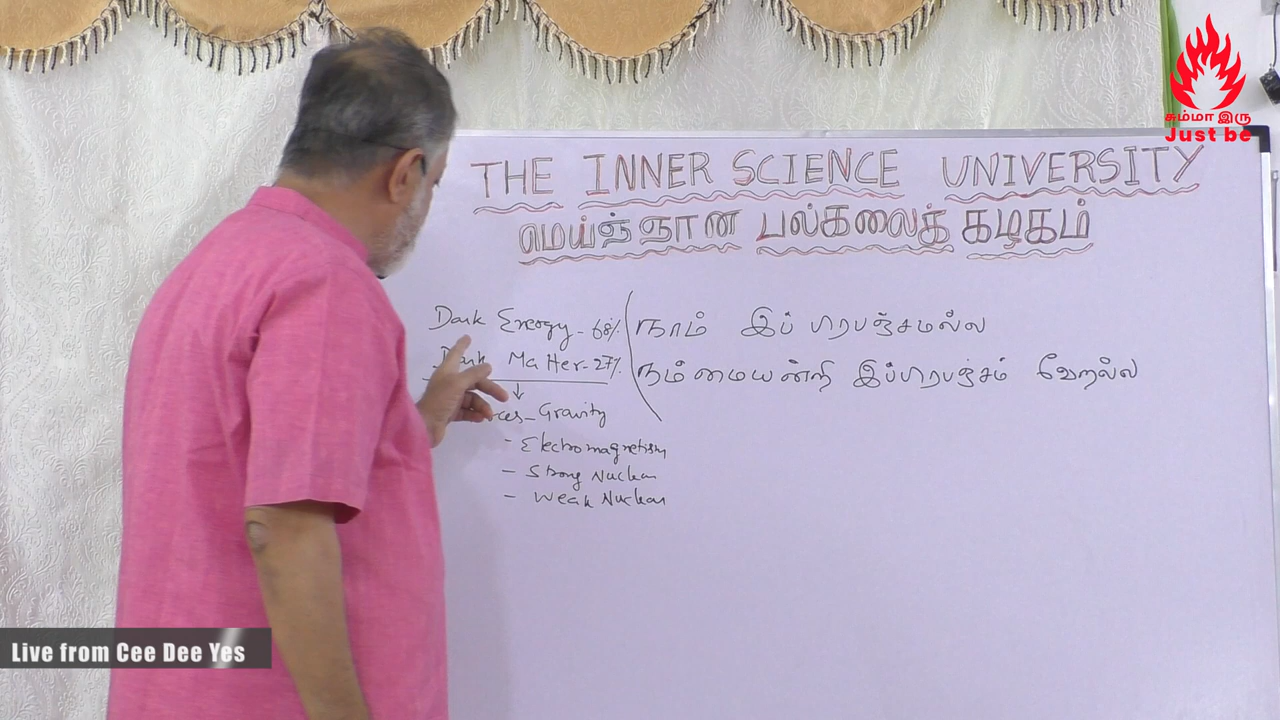 சும்மா இரு
Just be
THE INNER SCIENCE UNIVERSITY
மெய்ஞ்ஞான பல்கலைக் கழகம்
Dark Energy - 68%
Dark Matter - 27%
நாம் இப் பிரபஞ்சமல்ல
நம்மையன்றி இப்பிரபஞ்சம் வேறல்ல
Gravity
- Electromagnetism
- Strong Nuclear
- Weak Nuclear
Live from Cee Dee Yes